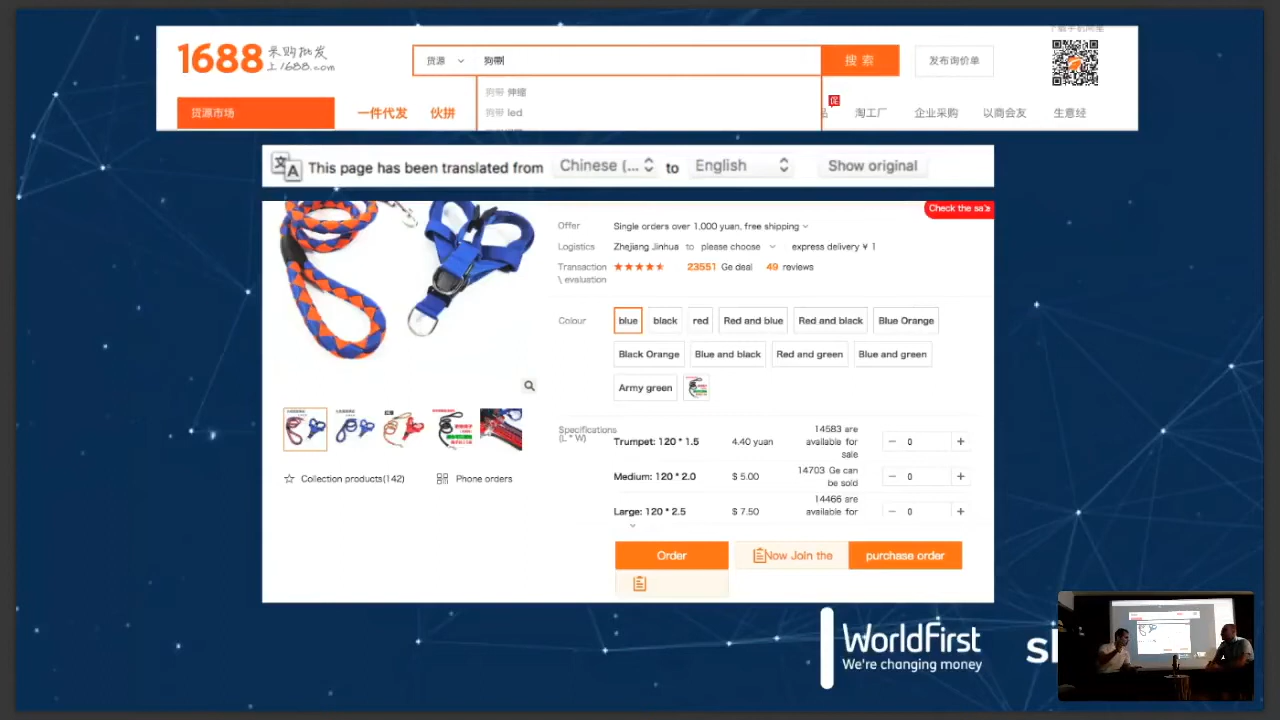 1688 采购批发
上1688.com
货源
狗带
搜 索
发布询价单
狗带 伸缩
狗带 led
货源市场
一件代发
伙拼
促
淘工厂
企业采购
以商会友
生意经
This page has been translated from Chinese (... to English Show original
Check the sa
Offer Single orders over 1,000 yuan, free shipping
Logistics Zhejiang Jinhua to please choose express delivery ¥ 1
Transaction 23551 Ge deal 49 reviews
\ evaluation
Colour blue black red Red and blue Red and black Blue Orange
Black Orange Blue and black Red and green Blue and green
Army green
Specifications
(L * W)
Trumpet: 120 * 1.5 4.40 yuan 14583 are available for sale 0
Medium: 120 * 2.0 $ 5.00 14703 Ge can be sold 0
Large: 120 * 2.5 $ 7.50 14466 are available for 0
Collection products(142) Phone orders
Order Now Join the purchase order
WorldFirst
We're changing money